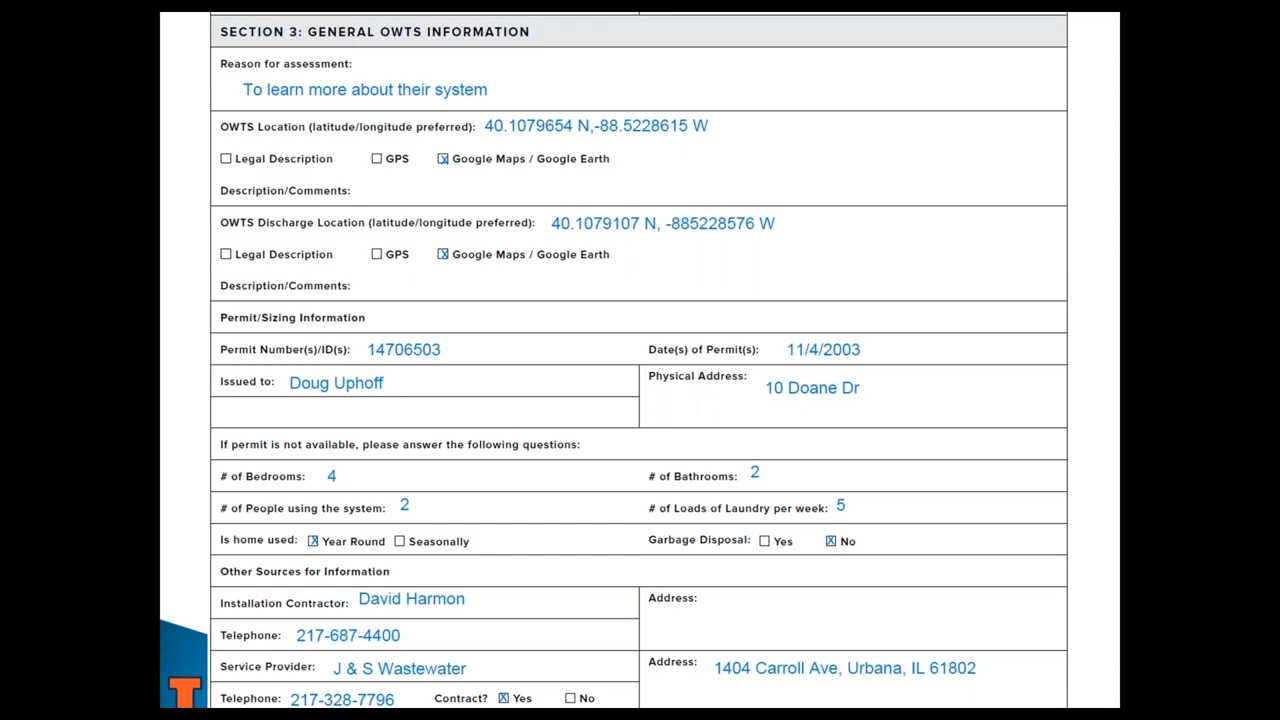 SECTION 3: GENERAL OWTS INFORMATION
Reason for assessment:
To learn more about their system
OWTS Location (latitude/longitude preferred): 40.1079654 N,-88.5228615 W
☐ Legal Description ☐ GPS ☒ Google Maps / Google Earth
Description/Comments:
OWTS Discharge Location (latitude/longitude preferred): 40.1079107 N, -885228576 W
☐ Legal Description ☐ GPS ☒ Google Maps / Google Earth
Description/Comments:
Permit/Sizing Information
Permit Number(s)/ID(s): 14706503 Date(s) of Permit(s): 11/4/2003
Issued to: Doug Uphoff Physical Address: 10 Doane Dr
If permit is not available, please answer the following questions:
# of Bedrooms: 4 # of Bathrooms: 2
# of People using the system: 2 # of Loads of Laundry per week: 5
Is home used: ☒ Year Round ☐ Seasonally Garbage Disposal: ☐ Yes ☒ No
Other Sources for Information
Installation Contractor: David Harmon Address:
Telephone: 217-687-4400
Service Provider: J & S Wastewater Address: 1404 Carroll Ave, Urbana, IL 61802
Telephone: 217-328-7796 Contract? ☒ Yes ☐ No